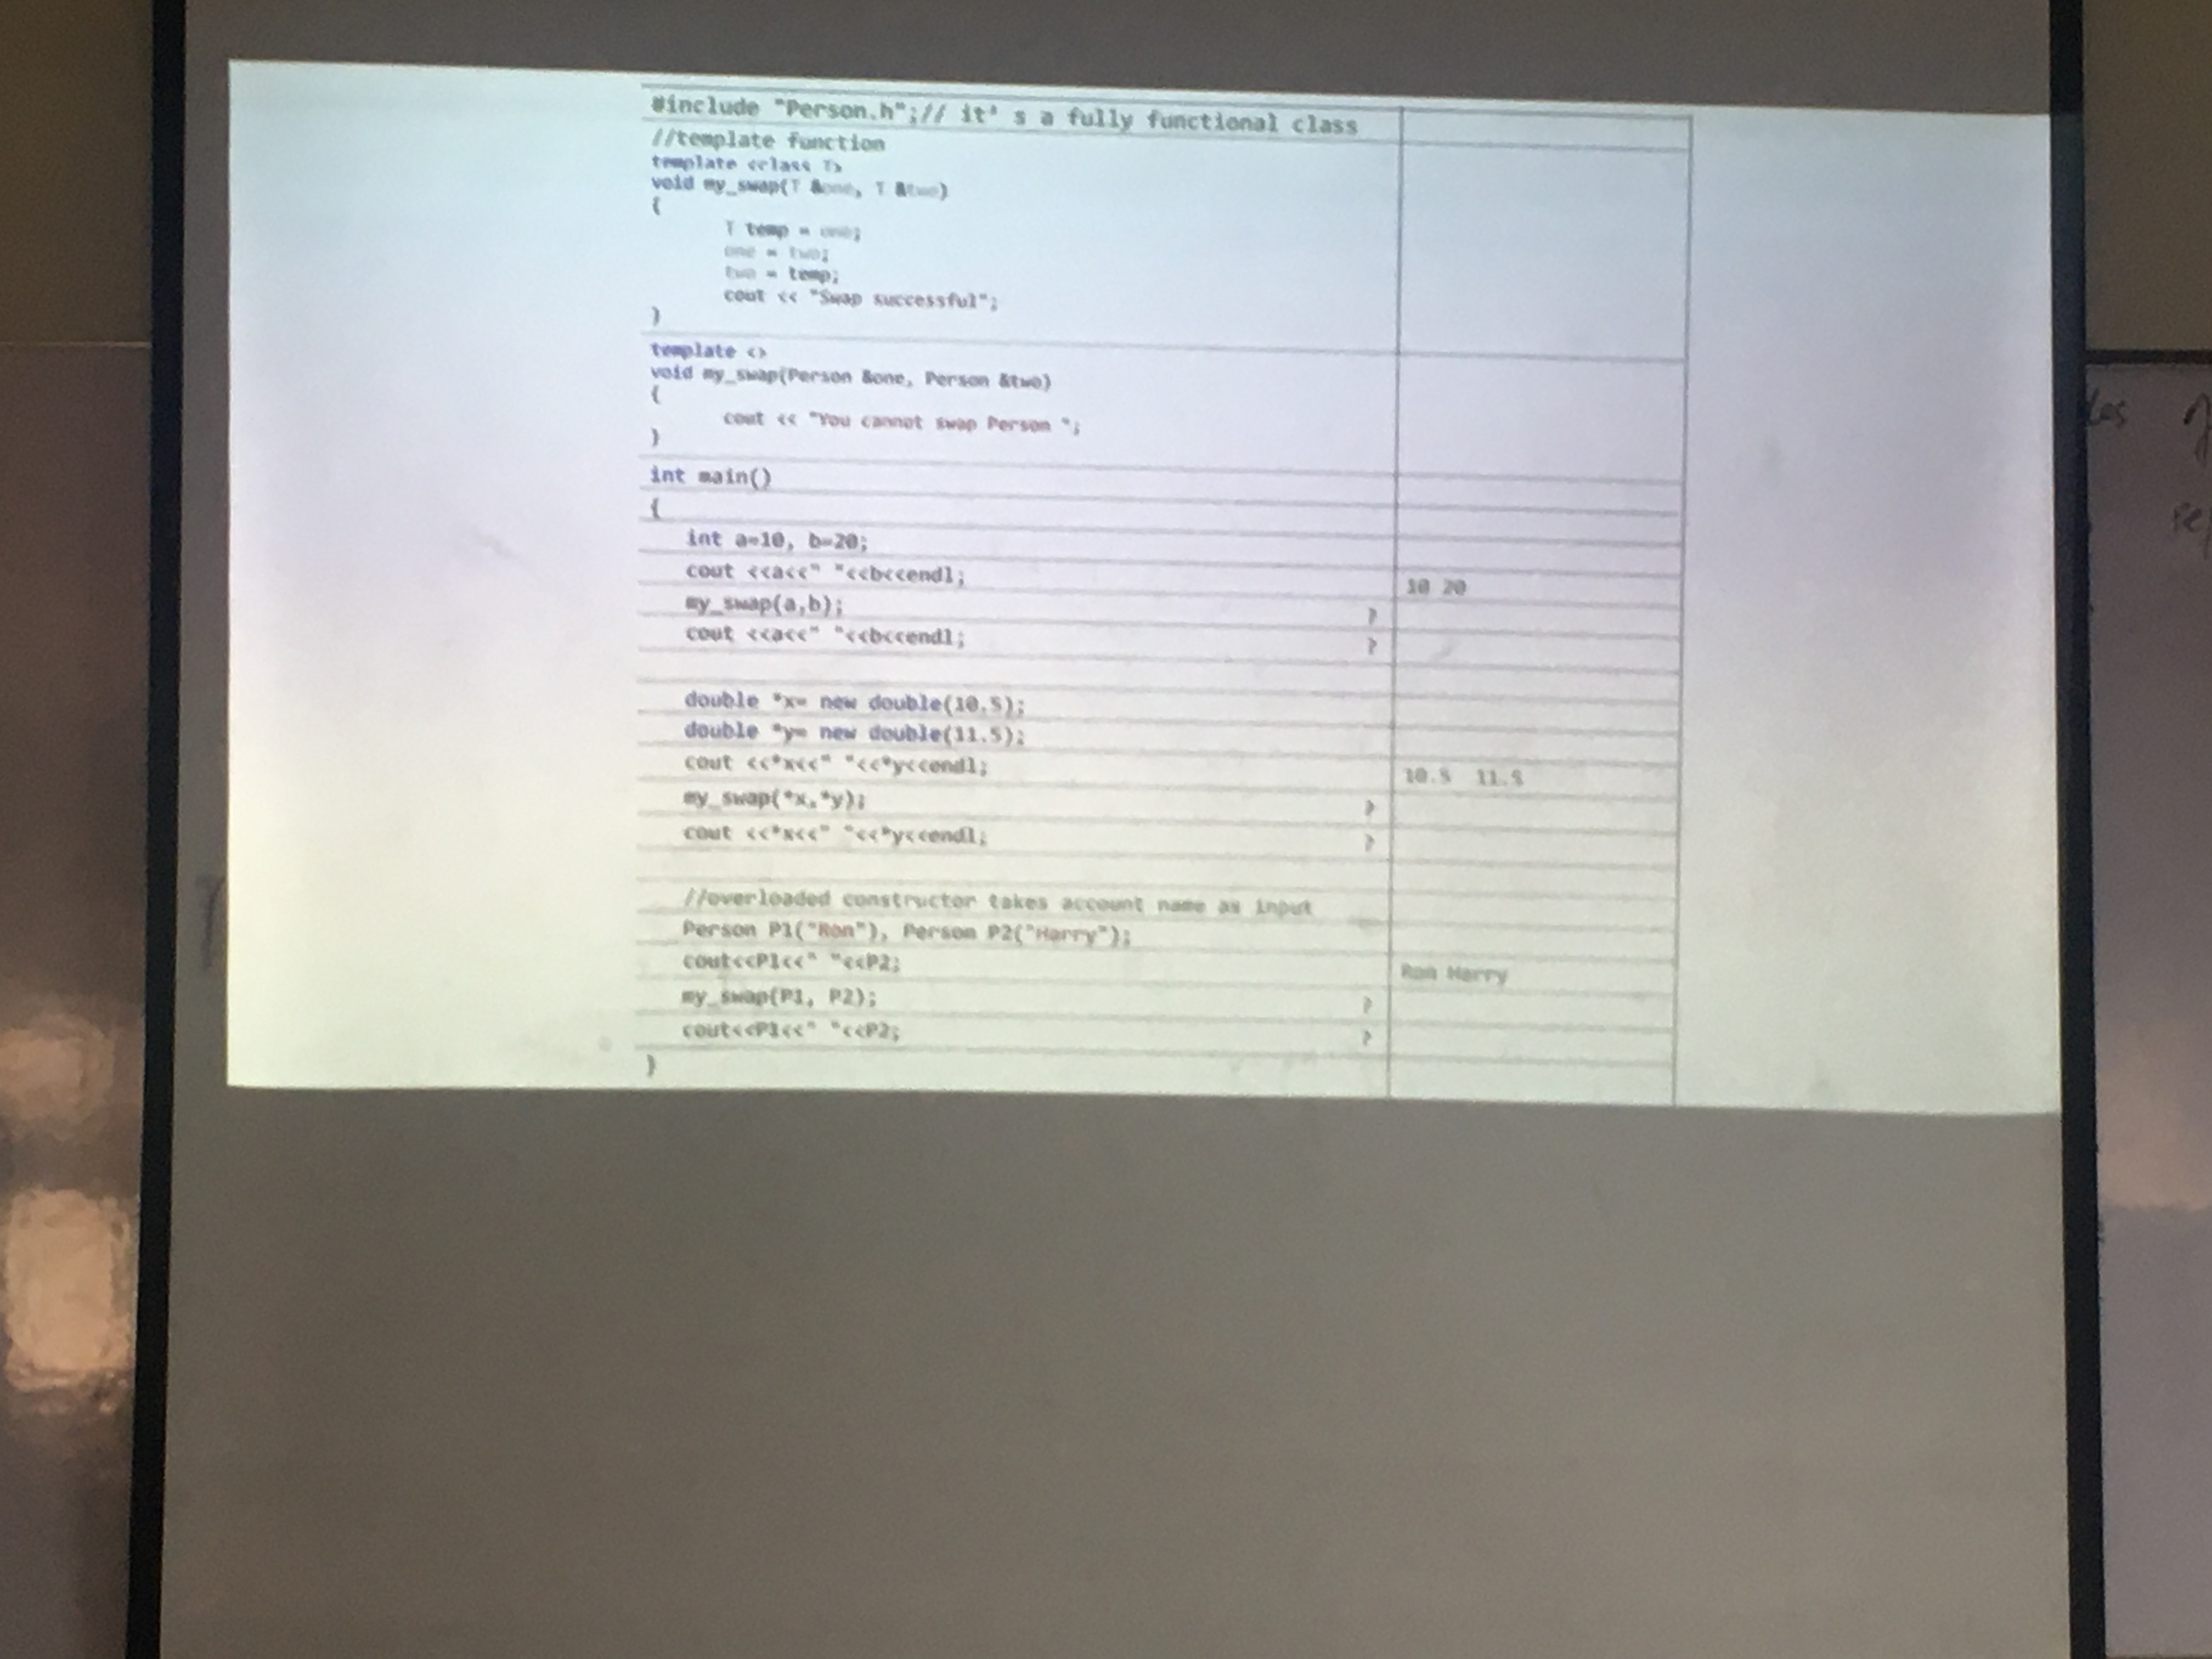 #include "Person.h";// it' s a fully functional class
//template function
template <class T>
void my_swap(T &one, T &two)
{
T temp = one;
one = two;
two = temp;
cout << "Swap successful";
}
template <>
void my_swap(Person &one, Person &two)
{
cout << "You cannot swap Person ";
}
int main()
{
int a=10, b=20;
cout <<a<<" "<<b<<endl; 10 20
my_swap(a,b); ?
cout <<a<<" "<<b<<endl; ?
double *x= new double(10.5);
double *y= new double(11.5);
cout <<*x<<" "<<*y<<endl; 10.5 11.5
my_swap(*x,*y); ?
cout <<*x<<" "<<*y<<endl; ?
//overloaded constructor takes account name as input
Person P1("Ron"), Person P2("Harry");
cout<<P1<<" "<<P2; Ron Harry
my_swap(P1, P2); ?
cout<<P1<<" "<<P2; ?
}